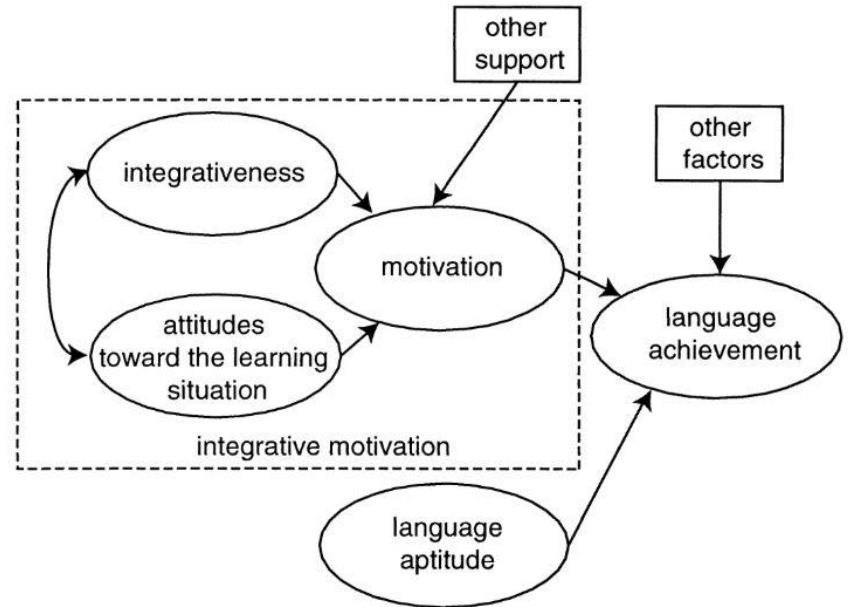 other
support
other
factors
integrativeness
motivation
attitudes
toward the learning
situation
language
achievement
integrative motivation
language
aptitude